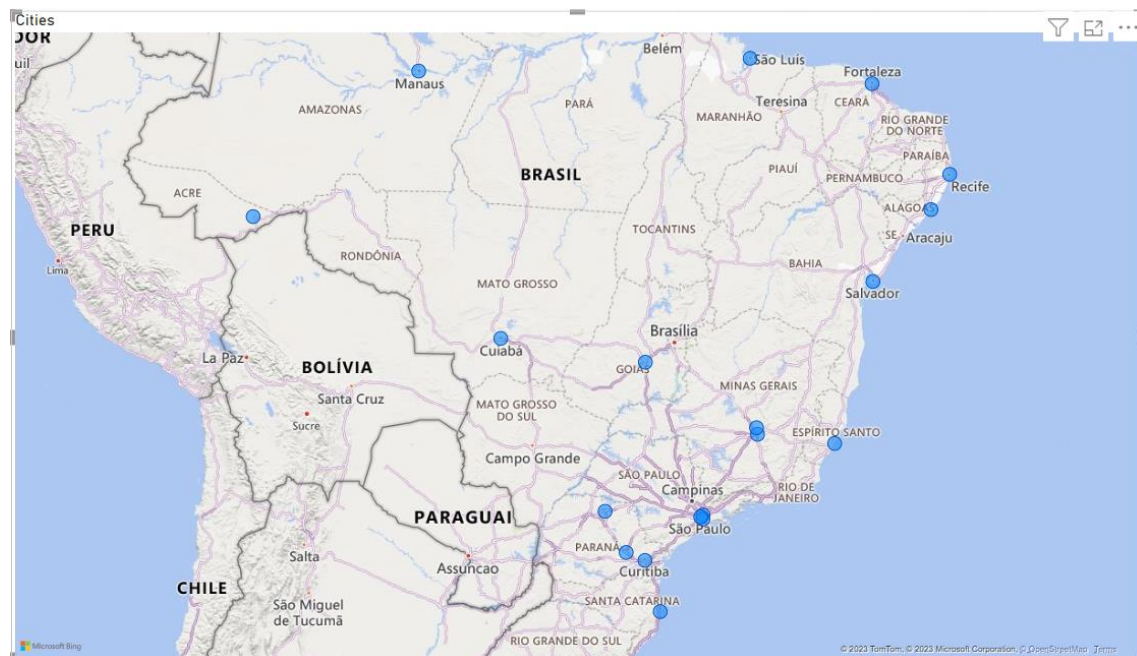 Cities
DOR
uil
Belém
São Luís
Manaus
Fortaleza
AMAZONAS
PARÁ
Teresina
CEARÁ
MARANHÃO
RIO GRANDE
DO NORTE
PARAÍBA
BRASIL
PIAUÍ
PERNAMBUCO
ACRE
Recife
ALAGOAS
PERU
TOCANTINS
SE
Aracaju
RONDÔNIA
BAHIA
Lima
MATO GROSSO
Salvador
Brasília
Cuiabá
La Paz
BOLÍVIA
GOIÁS
MINAS GERAIS
Santa Cruz
MATO GROSSO
DO SUL
Sucre
ESPÍRITO SANTO
Campo Grande
SÃO PAULO
RIO DE
JANEIRO
Campinas
PARAGUAI
São Paulo
PARANÁ
Salta
Assuncao
Curitiba
CHILE
SANTA CATARINA
São Miguel
de Tucumã
RIO GRANDE DO SUL
Microsoft Bing
© 2023 TomTom, © 2023 Microsoft Corporation, © OpenStreetMap Terms